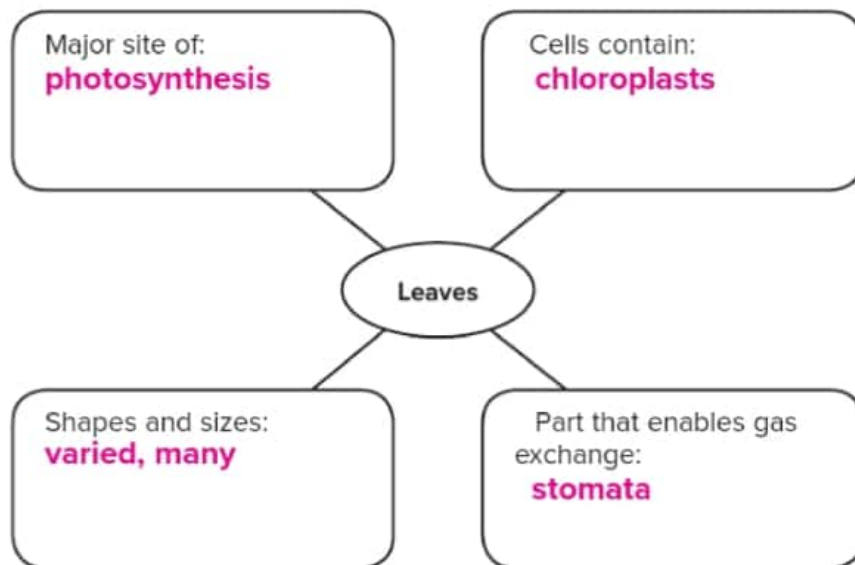 Major site of:
photosynthesis
Cells contain:
chloroplasts
Leaves
Shapes and sizes:
varied, many
Part that enables gas
exchange:
stomata